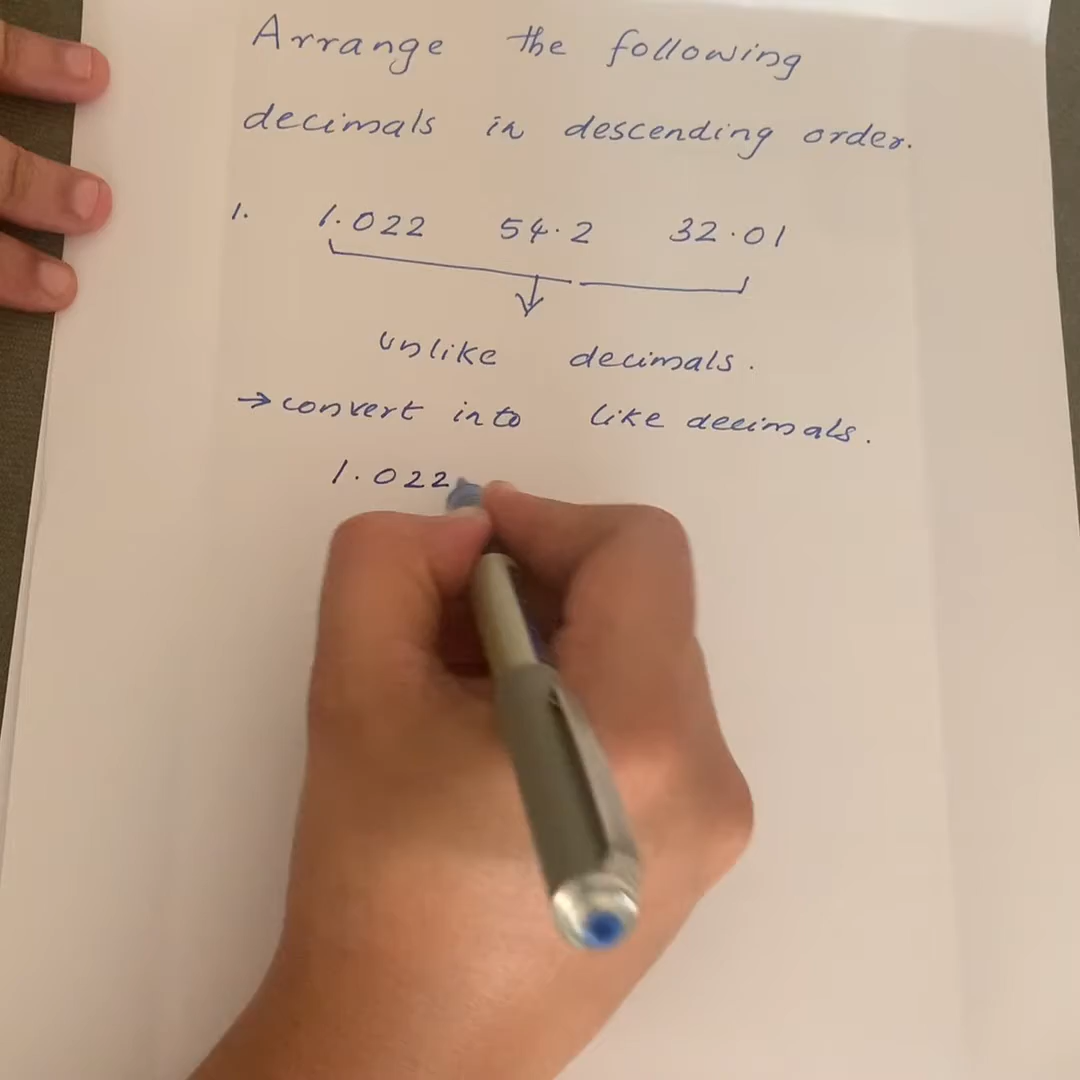 Arrange the following
decimals in descending order.
1. 1.022 54.2 32.01
unlike decimals.
→ convert into like decimals.
1.022